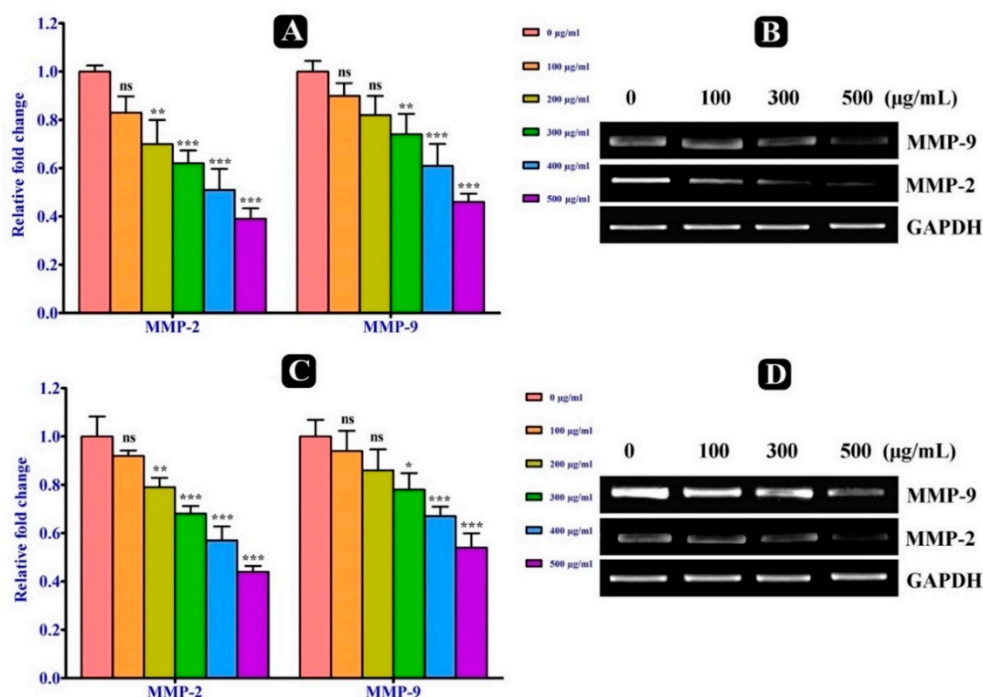 A
Relative fold change
1.2
1.0
0.8
0.6
0.4
0.2
0.0
ns
**
***
***
***
ns
ns
**
***
***
MMP-2
MMP-9
0 µg/ml
100 µg/ml
200 µg/ml
300 µg/ml
400 µg/ml
500 µg/ml
B
0 100 300 500 (µg/mL)
MMP-9
MMP-2
GAPDH
C
Relative fold change
1.2
1.0
0.8
0.6
0.4
0.2
0.0
ns
**
***
***
***
ns
ns
*
***
***
MMP-2
MMP-9
0 µg/ml
100 µg/ml
200 µg/ml
300 µg/ml
400 µg/ml
500 µg/ml
D
0 100 300 500 (µg/mL)
MMP-9
MMP-2
GAPDH